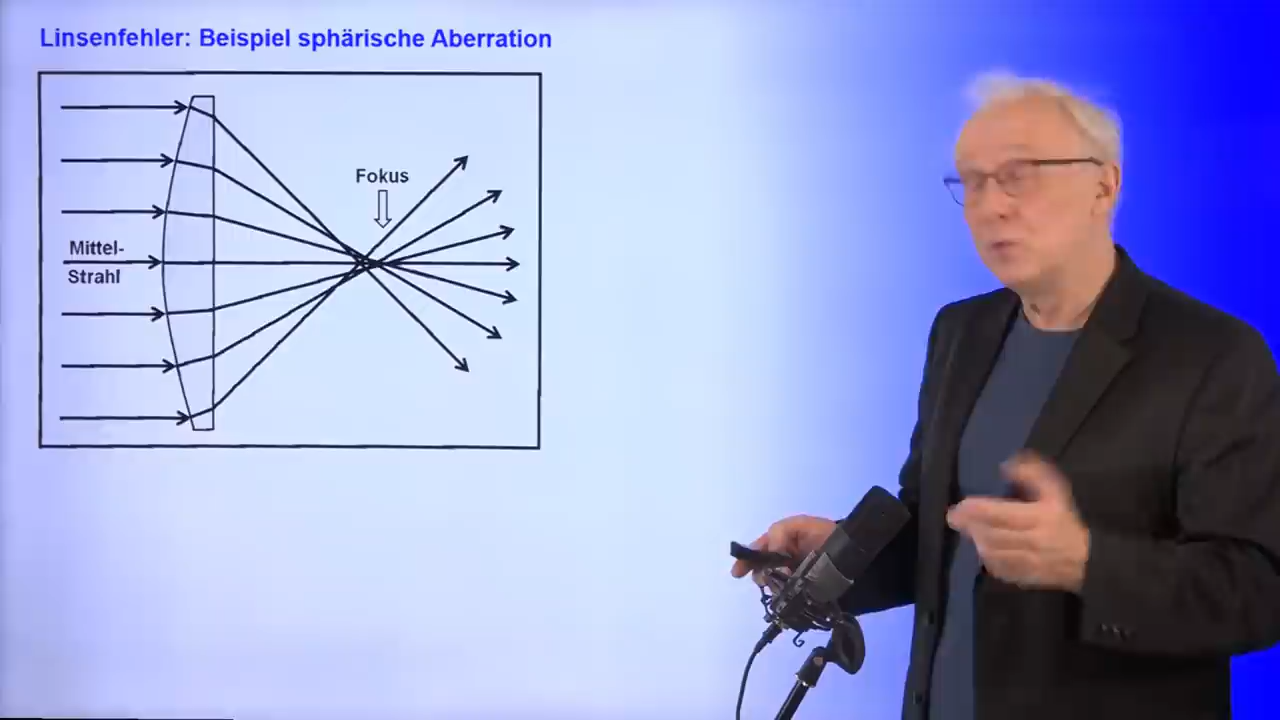 Linsenfehler: Beispiel sphärische Aberration
Fokus
Mittel-
Strahl